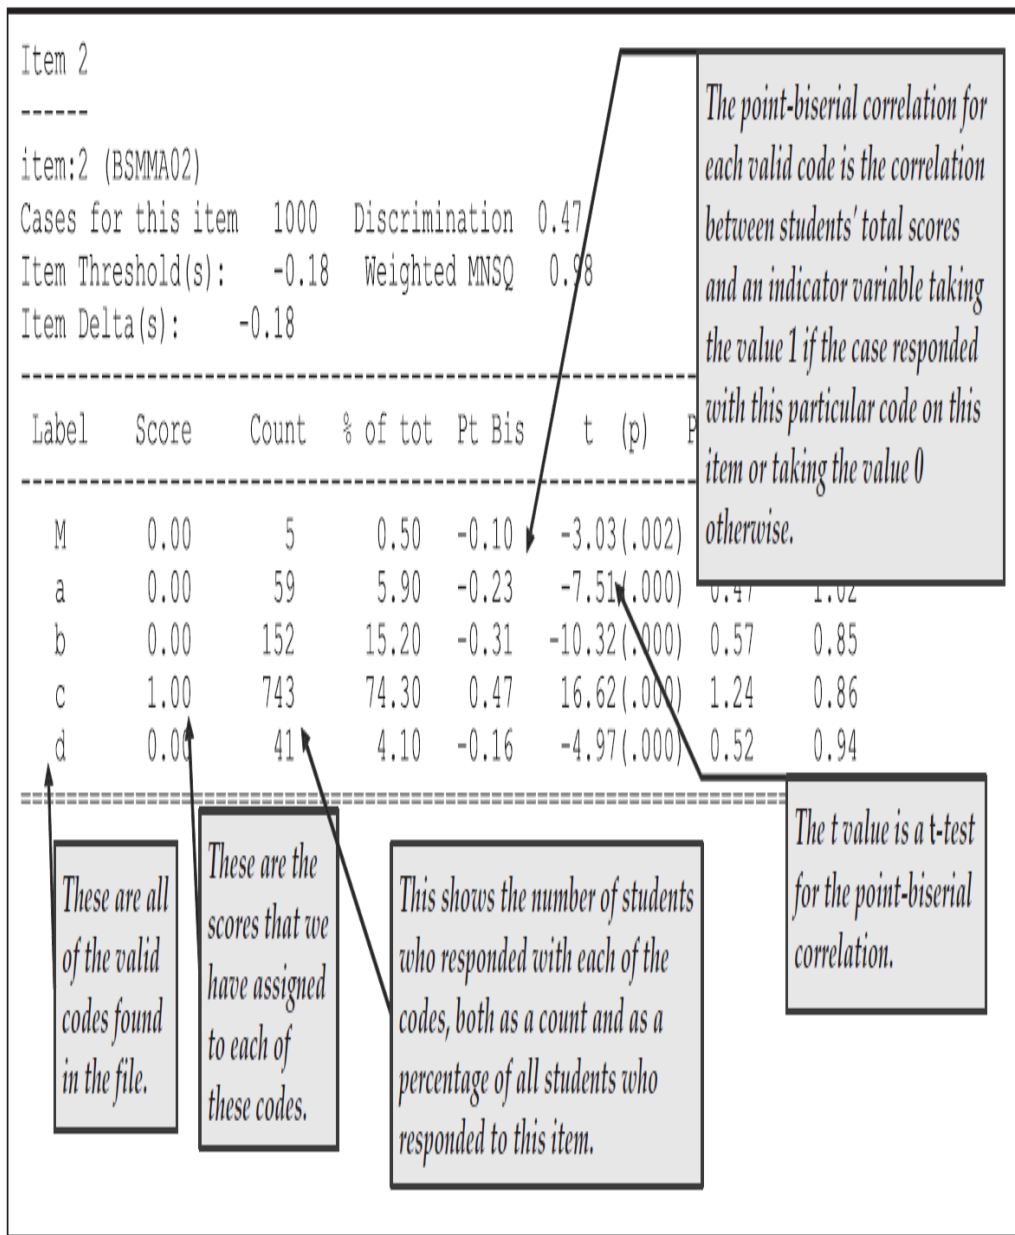 Item 2
------
item:2 (BSMMA02)
Cases for this item 1000 Discrimination 0.47
Item Threshold(s): -0.18 Weighted MNSQ 0.98
Item Delta(s): -0.18
Label Score Count % of tot Pt Bis t (p) P
M 0.00 5 0.50 -0.10 -3.03(.002)
a 0.00 59 5.90 -0.23 -7.51(.000) 0.47 1.02
b 0.00 152 15.20 -0.31 -10.32(.000) 0.57 0.85
c 1.00 743 74.30 0.47 16.62(.000) 1.24 0.86
d 0.00 41 4.10 -0.16 -4.97(.000) 0.52 0.94
The point-biserial correlation for
each valid code is the correlation
between students' total scores
and an indicator variable taking
the value 1 if the case responded
with this particular code on this
item or taking the value 0
otherwise.
The t value is a t-test
for the point-biserial
correlation.
These are all
of the valid
codes found
in the file.
These are the
scores that we
have assigned
to each of
these codes.
This shows the number of students
who responded with each of the
codes, both as a count and as a
percentage of all students who
responded to this item.